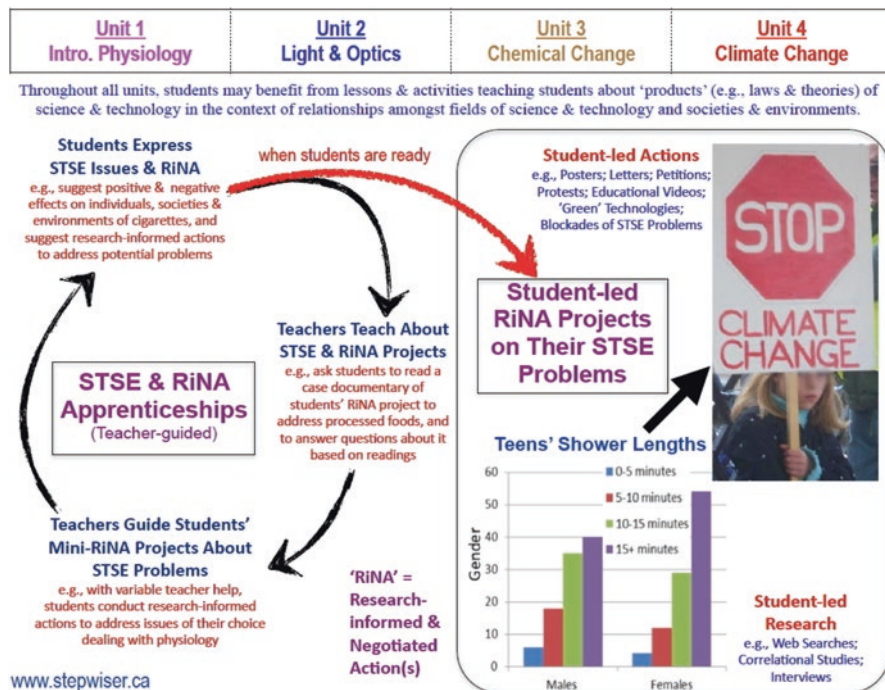 Unit 1
Intro. Physiology
Unit 2
Light & Optics
Unit 3
Chemical Change
Unit 4
Climate Change
Throughout all units, students may benefit from lessons & activities teaching students about ‘products’ (e.g., laws & theories) of
science & technology in the context of relationships amongst fields of science & technology and societies & environments.
Students Express
STSE Issues & RiNA
e.g., suggest positive & negative
effects on individuals, societies &
environments of cigarettes, and
suggest research-informed actions
to address potential problems
when students are ready
Teachers Teach About
STSE & RiNA Projects
e.g., ask students to read a
case documentary of
students’ RiNA project to
address processed foods, and
to answer questions about it
based on readings
STSE & RiNA
Apprenticeships
(Teacher-guided)
Teachers Guide Students’
Mini-RiNA Projects About
STSE Problems
e.g., with variable teacher help,
students conduct research-informed
actions to address issues of their choice
dealing with physiology
‘RiNA’ =
Research-
informed &
Negotiated
Action(s)
www.stepwiser.ca
Student-led Actions
e.g., Posters; Letters; Petitions;
Protests; Educational Videos;
‘Green’ Technologies;
Blockades of STSE Problems
STOP
CLIMATE
CHANGE
Student-led
RiNA Projects
on Their STSE
Problems
Teens’ Shower Lengths
60
50
40
30
20
10
0
Gender
0-5 minutes
5-10 minutes
10-15 minutes
15+ minutes
Males
Females
Student-led
Research
e.g., Web Searches;
Correlational Studies;
Interviews